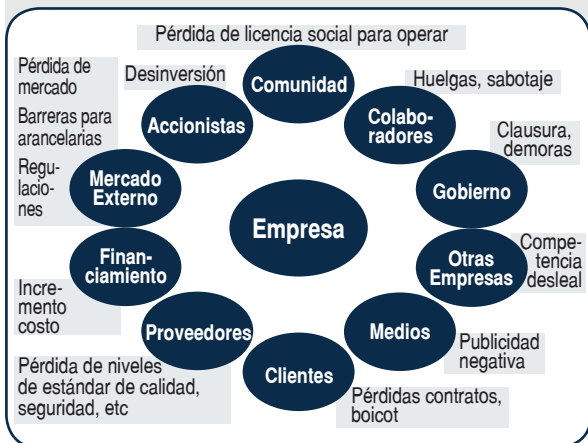 Pérdida de licencia social para operar
Comunidad
Huelgas, sabotaje
Colabo-
radores
Clausura,
demoras
Gobierno
Compe-
tencia
desleal
Otras
Empresas
Publicidad
negativa
Medios
Pérdidas contratos,
boicot
Clientes
Proveedores
Pérdida de niveles
de estándar de calidad,
seguridad, etc
Finan-
ciamiento
Incre-
mento
costo
Mercado
Externo
Pérdida de
mercado
Barreras para
arancelarias
Regu-
lacio-
nes
Accionistas
Desinversión
Empresa